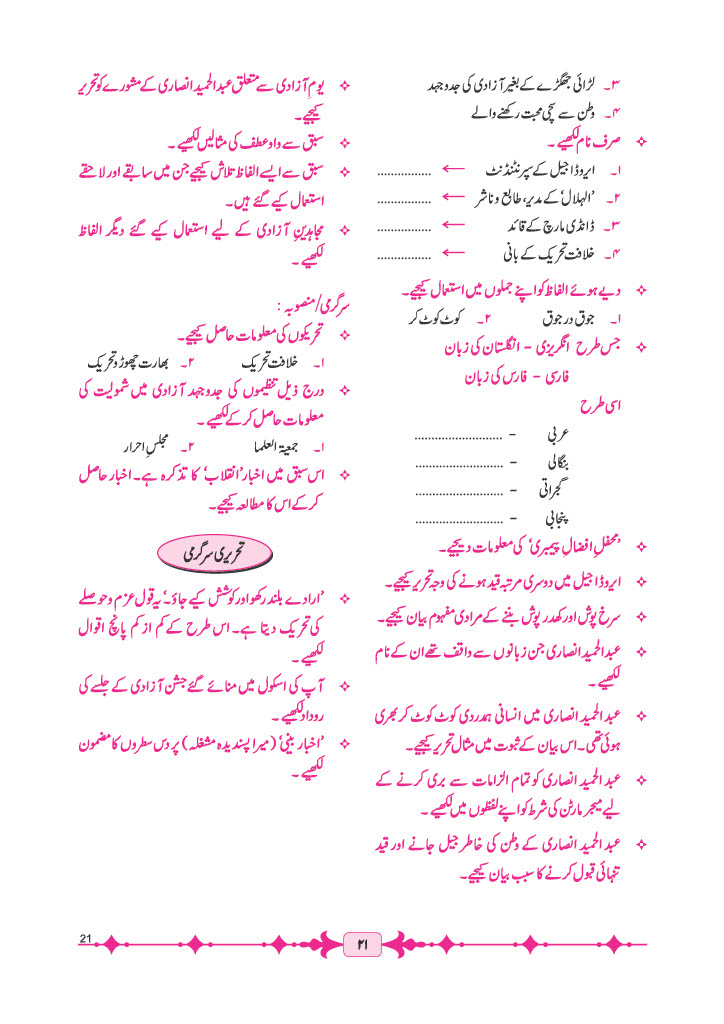 ۳۔ لڑائی جھگڑے کے بغیر آزادی کی جدوجہد
۴۔ وطن سے سچی محبت رکھنے والے
❖ صرف نام لکھیے ۔
۱۔ ایروڈا جیل کے سپرنٹنڈنٹ ← ................
۲۔ ’الہلال‘ کے مدیر، طابع و ناشر ← ................
۳۔ ڈانڈی مارچ کے قائد ← ................
۴۔ خلافت تحریک کے بانی ← ................
❖ دیے ہوئے الفاظ کو اپنے جملوں میں استعمال کیجیے۔
۱۔ جوق در جوق ۲۔ کوٹ کوٹ کر
❖ جس طرح انگریزی - انگلستان کی زبان
فارسی - فارس کی زبان
اسی طرح
عربی - ..........................
بنگالی - ..........................
گجراتی - ..........................
پنجابی - ..........................
❖ ’محفلِ افضالِ پیمبری‘ کی معلومات دیجیے۔
❖ ایروڈا جیل میں دوسری مرتبہ قید ہونے کی وجہ تحریر کیجیے۔
❖ سرخ پوش اور کھدر پوش بننے کے مرادی مفہوم بیان کیجیے۔
❖ عبدالحمید انصاری جن زبانوں سے واقف تھے ان کے نام
لکھیے ۔
❖ عبدالحمید انصاری میں انسانی ہمدردی کوٹ کوٹ کر بھری
ہوئی تھی۔ اس بیان کے ثبوت میں مثال تحریر کیجیے۔
❖ عبدالحمید انصاری کو تمام الزامات سے بری کرنے کے
لیے میجر مارٹن کی شرط کو اپنے لفظوں میں لکھیے ۔
❖ عبدالحمید انصاری کے وطن کی خاطر جیل جانے اور قید
تنہائی قبول کرنے کا سبب بیان کیجیے۔
❖ یومِ آزادی سے متعلق عبدالحمید انصاری کے مشورے کو تحریر
کیجیے۔
❖ سبق سے واو عطف کی مثالیں لکھیے ۔
❖ سبق سے ایسے الفاظ تلاش کیجیے جن میں سابقے اور لاحقے
استعمال کیے گئے ہیں۔
❖ مجاہدینِ آزادی کے لیے استعمال کیے گئے دیگر الفاظ
لکھیے ۔
سرگرمی/منصوبہ :
❖ تحریکوں کی معلومات حاصل کیجیے۔
۱۔ خلافت تحریک ۲۔ بھارت چھوڑو تحریک
❖ درج ذیل تنظیموں کی جدوجہد آزادی میں شمولیت کی
معلومات حاصل کر کے لکھیے ۔
۱۔ جمعیۃ العلما ۲۔ مجلسِ احرار
❖ اس سبق میں اخبار ’انقلاب‘ کا تذکرہ ہے۔ اخبار حاصل
کر کے اس کا مطالعہ کیجیے۔
تحریری سرگرمی
❖ ’ارادے بلند رکھو اور کوشش کیے جاؤ۔‘ یہ قول عزم و حوصلے
کی تحریک دیتا ہے۔ اس طرح کے کم از کم پانچ اقوال
لکھیے ۔
❖ آپ کی اسکول میں منائے گئے جشن آزادی کے جلسے کی
روداد لکھیے ۔
❖ ’اخبار بینی‘ (میرا پسندیدہ مشغلہ) پر دس سطروں کا مضمون
لکھیے ۔
21
۲۱